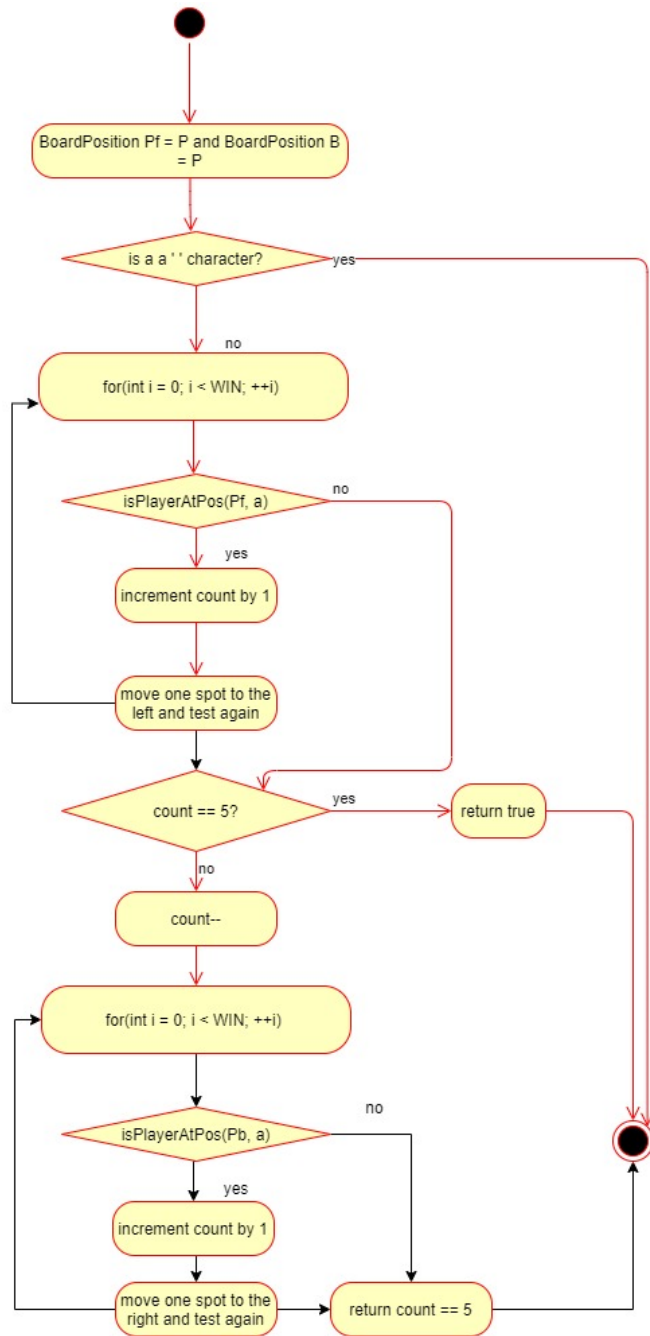 BoardPosition Pf = P and BoardPosition B
= P
is a a ' ' character?
yes
no
for(int i = 0; i < WIN; ++i)
isPlayerAtPos(Pf, a)
no
yes
increment count by 1
move one spot to the
left and test again
count == 5?
yes
return true
no
count--
for(int i = 0; i < WIN; ++i)
isPlayerAtPos(Pb, a)
no
yes
increment count by 1
move one spot to the
right and test again
return count == 5